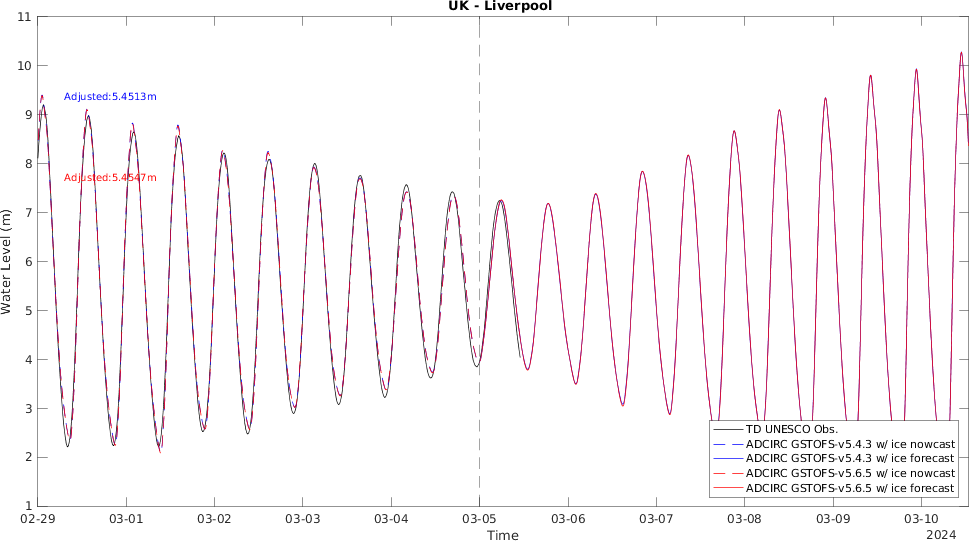 UK - Liverpool
11
10
9
8
7
6
5
4
3
2
1
Water Level (m)
Adjusted:5.4513m
Adjusted:5.4547m
TD UNESCO Obs.
ADCIRC GSTOFS-v5.4.3 w/ ice nowcast
ADCIRC GSTOFS-v5.4.3 w/ ice forecast
ADCIRC GSTOFS-v5.6.5 w/ ice nowcast
ADCIRC GSTOFS-v5.6.5 w/ ice forecast
02-29 03-01 03-02 03-03 03-04 03-05 03-06 03-07 03-08 03-09 03-10
Time
2024